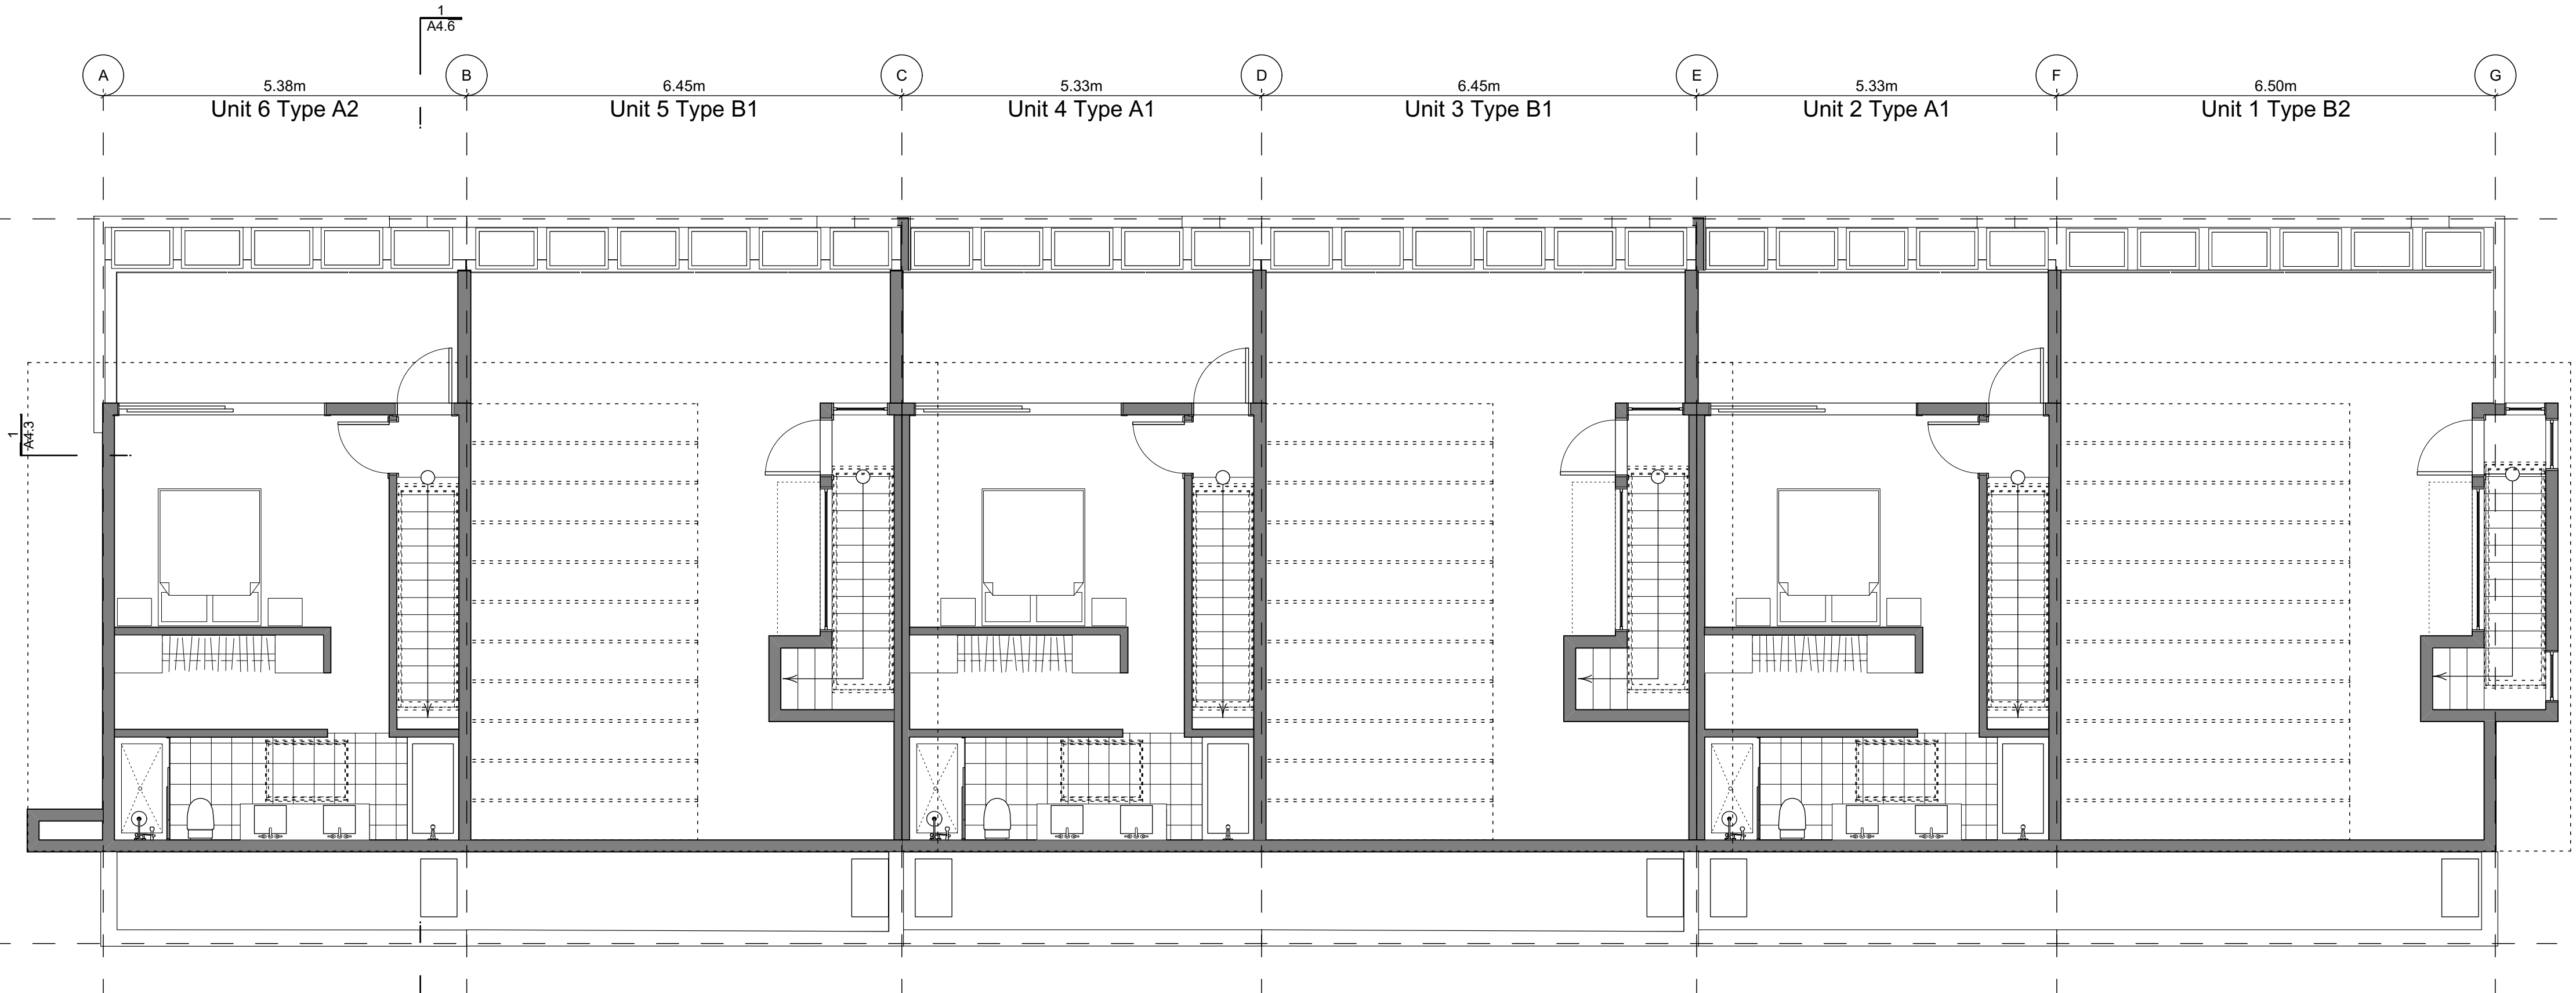 1
A4.6
A
B
C
D
E
F
G
5.38m
6.45m
5.33m
6.45m
5.33m
6.50m
Unit 6 Type A2
Unit 5 Type B1
Unit 4 Type A1
Unit 3 Type B1
Unit 2 Type A1
Unit 1 Type B2
1
A4.3